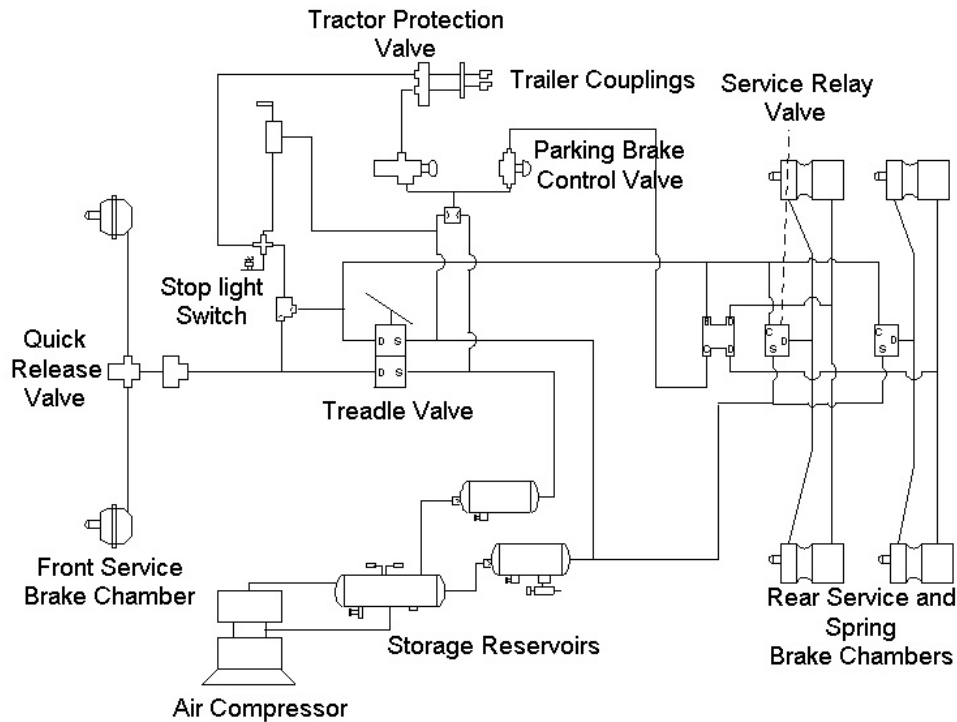 Tractor Protection
Valve
Trailer Couplings
Service Relay
Valve
Parking Brake
Control Valve
Stop light
Switch
Quick
Release
Valve
D S
D S
Treadle Valve
D
C
S
D
C
S
D
Front Service
Brake Chamber
Storage Reservoirs
Rear Service and
Spring
Brake Chambers
Air Compressor